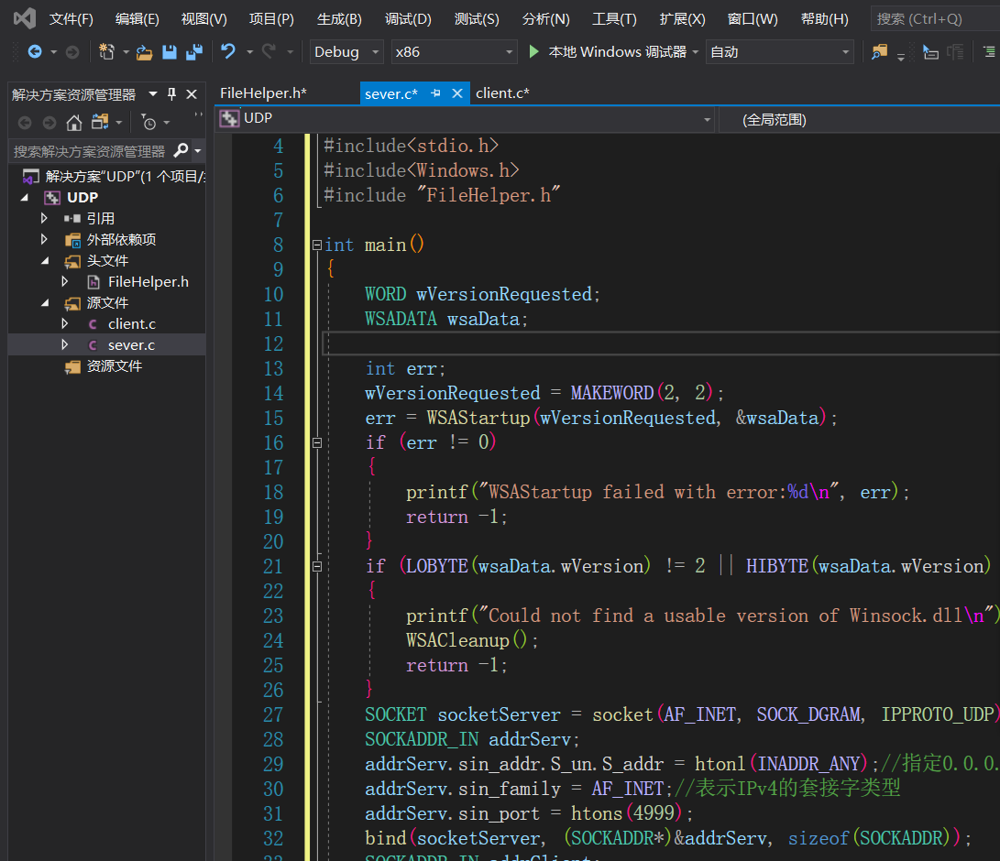 文件(F) 编辑(E) 视图(V) 项目(P) 生成(B) 调试(D) 测试(S) 分析(N) 工具(T) 扩展(X) 窗口(W) 帮助(H) 搜索 (Ctrl+Q)
Debug x86 本地 Windows 调试器 自动
解决方案资源管理器
搜索解决方案资源管理器
解决方案"UDP"(1 个项目/
UDP
引用
外部依赖项
头文件
FileHelper.h
源文件
client.c
sever.c
资源文件
FileHelper.h* sever.c* client.c*
UDP (全局范围)
4 #include<stdio.h>
5 #include<Windows.h>
6 #include "FileHelper.h"
7
8 int main()
9 {
10 WORD wVersionRequested;
11 WSADATA wsaData;
12
13 int err;
14 wVersionRequested = MAKEWORD(2, 2);
15 err = WSAStartup(wVersionRequested, &wsaData);
16 if (err != 0)
17 {
18 printf("WSAStartup failed with error:%d\n", err);
19 return -1;
20 }
21 if (LOBYTE(wsaData.wVersion) != 2 || HIBYTE(wsaData.wVersion)
22 {
23 printf("Could not find a usable version of Winsock.dll\n")
24 WSACleanup();
25 return -1;
26 }
27 SOCKET socketServer = socket(AF_INET, SOCK_DGRAM, IPPROTO_UDP)
28 SOCKADDR_IN addrServ;
29 addrServ.sin_addr.S_un.S_addr = htonl(INADDR_ANY);//指定0.0.0.
30 addrServ.sin_family = AF_INET;//表示IPv4的套接字类型
31 addrServ.sin_port = htons(4999);
32 bind(socketServer, (SOCKADDR*)&addrServ, sizeof(SOCKADDR));